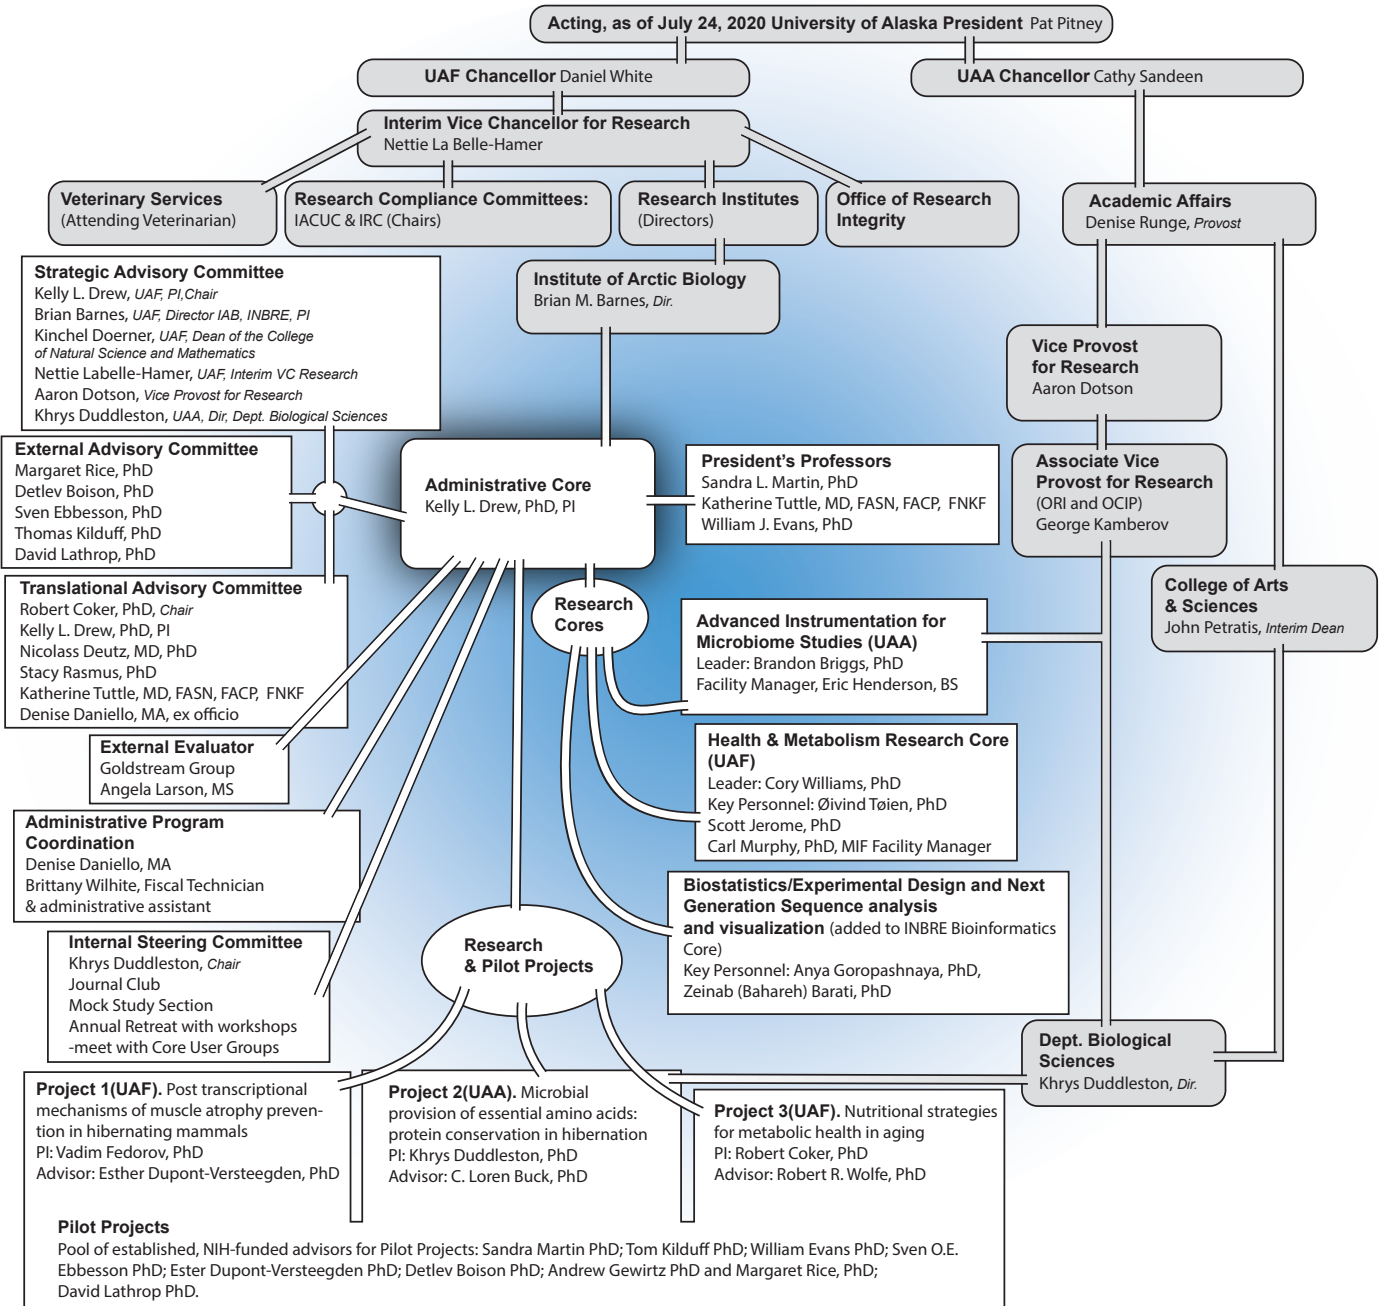 Acting, as of July 24, 2020 University of Alaska President Pat Pitney
UAF Chancellor Daniel White
UAA Chancellor Cathy Sandeen
Interim Vice Chancellor for Research
Nettie La Belle-Hamer
Veterinary Services
(Attending Veterinarian)
Research Compliance Committees:
IACUC & IRC (Chairs)
Research Institutes
(Directors)
Office of Research
Integrity
Academic Affairs
Denise Runge, Provost
Strategic Advisory Committee
Kelly L. Drew, UAF, PI,Chair
Brian Barnes, UAF, Director IAB, INBRE, PI
Kinchel Doerner, UAF, Dean of the College
of Natural Science and Mathematics
Nettie Labelle-Hamer, UAF, Interim VC Research
Aaron Dotson, Vice Provost for Research
Khrys Duddleston, UAA, Dir, Dept. Biological Sciences
Institute of Arctic Biology
Brian M. Barnes, Dir.
Vice Provost
for Research
Aaron Dotson
External Advisory Committee
Margaret Rice, PhD
Detlev Boison, PhD
Sven Ebbesson, PhD
Thomas Kilduff, PhD
David Lathrop, PhD
Administrative Core
Kelly L. Drew, PhD, PI
President's Professors
Sandra L. Martin, PhD
Katherine Tuttle, MD, FASN, FACP, FNKF
William J. Evans, PhD
Associate Vice
Provost for Research
(ORI and OCIP)
George Kamberov
Translational Advisory Committee
Robert Coker, PhD, Chair
Kelly L. Drew, PhD, PI
Nicolass Deutz, MD, PhD
Stacy Rasmus, PhD
Katherine Tuttle, MD, FASN, FACP, FNKF
Denise Daniello, MA, ex officio
Research
Cores
Advanced Instrumentation for
Microbiome Studies (UAA)
Leader: Brandon Briggs, PhD
Facility Manager, Eric Henderson, BS
College of Arts
& Sciences
John Petratis, Interim Dean
External Evaluator
Goldstream Group
Angela Larson, MS
Health & Metabolism Research Core
(UAF)
Leader: Cory Williams, PhD
Key Personnel: Øivind Tøien, PhD
Scott Jerome, PhD
Carl Murphy, PhD, MIF Facility Manager
Administrative Program
Coordination
Denise Daniello, MA
Brittany Wilhite, Fiscal Technician
& administrative assistant
Biostatistics/Experimental Design and Next
Generation Sequence analysis
and visualization (added to INBRE Bioinformatics
Core)
Key Personnel: Anya Goropashnaya, PhD,
Zeinab (Bahareh) Barati, PhD
Internal Steering Committee
Khrys Duddleston, Chair
Journal Club
Mock Study Section
Annual Retreat with workshops
-meet with Core User Groups
Research
& Pilot Projects
Dept. Biological
Sciences
Khrys Duddleston, Dir.
Project 1(UAF). Post transcriptional
mechanisms of muscle atrophy preven-
tion in hibernating mammals
PI: Vadim Fedorov, PhD
Advisor: Esther Dupont-Versteegden, PhD
Project 2(UAA). Microbial
provision of essential amino acids:
protein conservation in hibernation
PI: Khrys Duddleston, PhD
Advisor: C. Loren Buck, PhD
Project 3(UAF). Nutritional strategies
for metabolic health in aging
PI: Robert Coker, PhD
Advisor: Robert R. Wolfe, PhD
Pilot Projects
Pool of established, NIH-funded advisors for Pilot Projects: Sandra Martin PhD; Tom Kilduff PhD; William Evans PhD; Sven O.E.
Ebbesson PhD; Ester Dupont-Versteegden PhD; Detlev Boison PhD; Andrew Gewirtz PhD and Margaret Rice, PhD;
David Lathrop PhD.